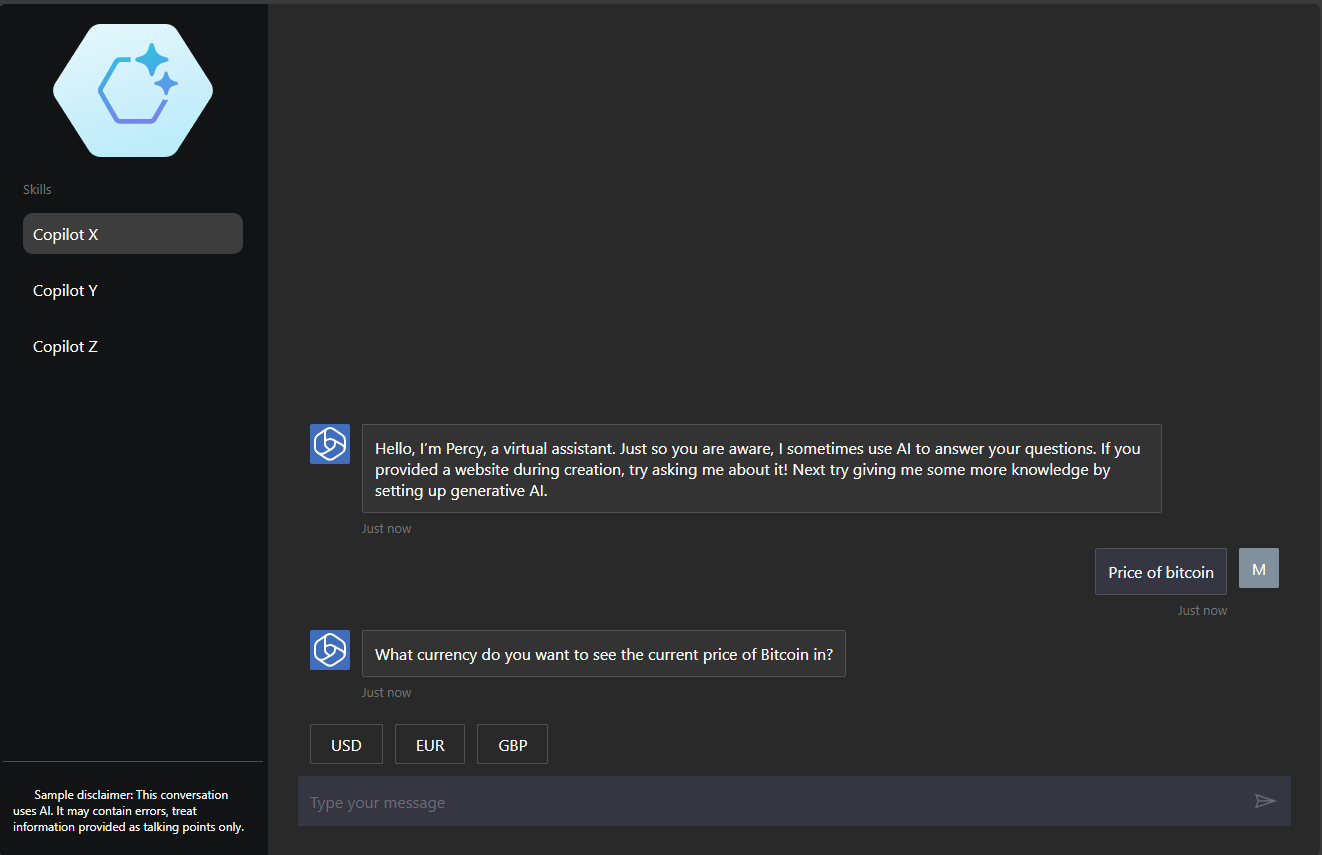 Skills
Copilot X
Copilot Y
Copilot Z
Sample disclaimer: This conversation
uses AI. It may contain errors, treat
information provided as talking points only.
Hello, I’m Percy, a virtual assistant. Just so you are aware, I sometimes use AI to answer your questions. If you
provided a website during creation, try asking me about it! Next try giving me some more knowledge by
setting up generative AI.
Just now
Price of bitcoin
M
Just now
What currency do you want to see the current price of Bitcoin in?
Just now
USD
EUR
GBP
Type your message